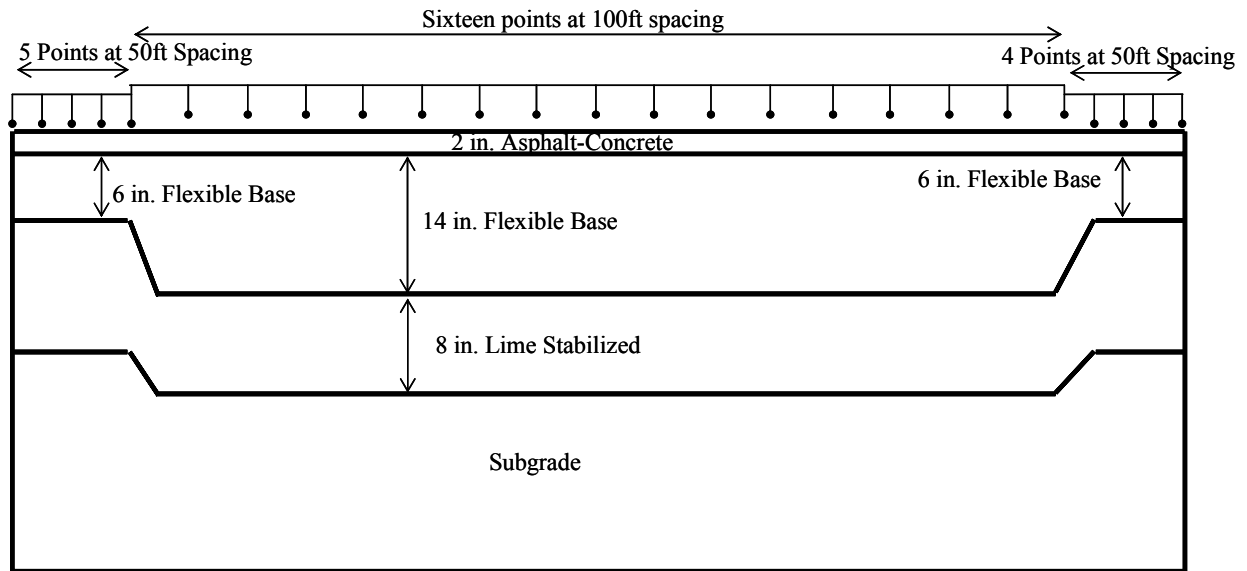 Sixteen points at 100ft spacing
5 Points at 50ft Spacing
4 Points at 50ft Spacing
2 in. Asphalt-Concrete
6 in. Flexible Base
6 in. Flexible Base
14 in. Flexible Base
8 in. Lime Stabilized
Subgrade